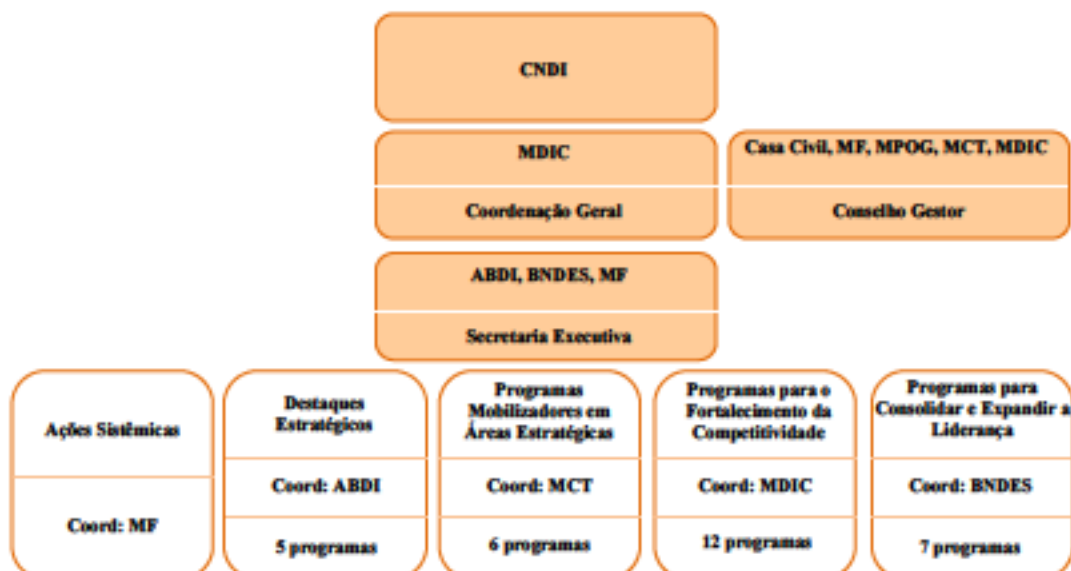 CNDI
MDIC
Coordenação Geral
Casa Civil, MF, MPOG, MCT, MDIC
Conselho Gestor
ABDI, BNDES, MF
Secretaria Executiva
Ações Sistêmicas
Coord: MF
Destaques
Estratégicos
Coord: ABDI
5 programas
Programas
Mobilizadores em
Áreas Estratégicas
Coord: MCT
6 programas
Programas para o
Fortalecimento da
Competitividade
Coord: MDIC
12 programas
Programas para
Consolidar e Expandir a
Liderança
Coord: BNDES
7 programas